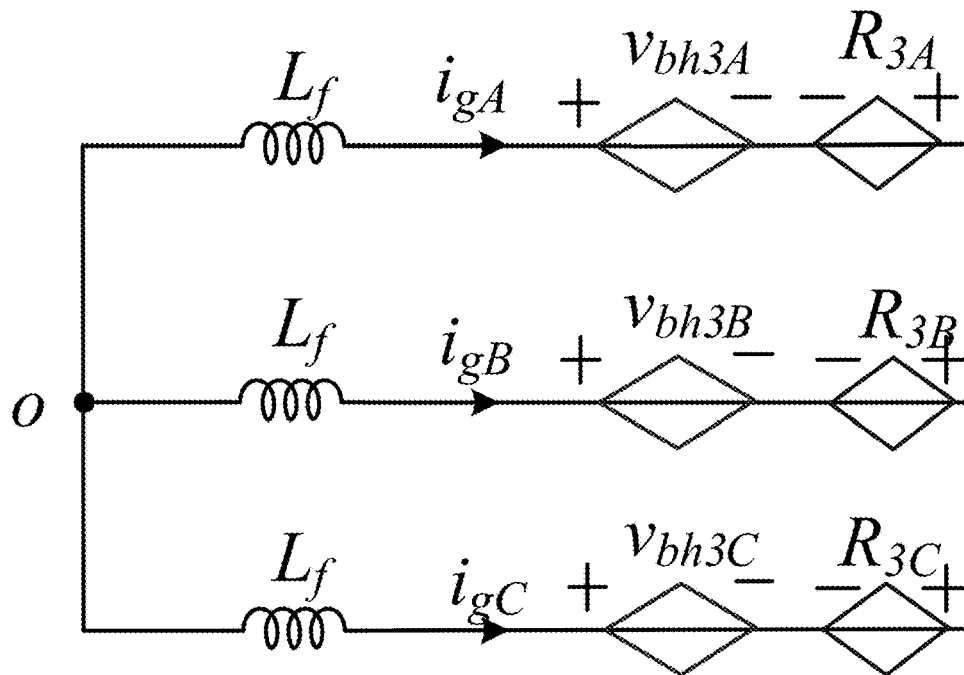 L_f i_gA + v_bh3A − − R_3A +
L_f i_gB + v_bh3B − − R_3B +
o
L_f i_gC + v_bh3C − − R_3C +